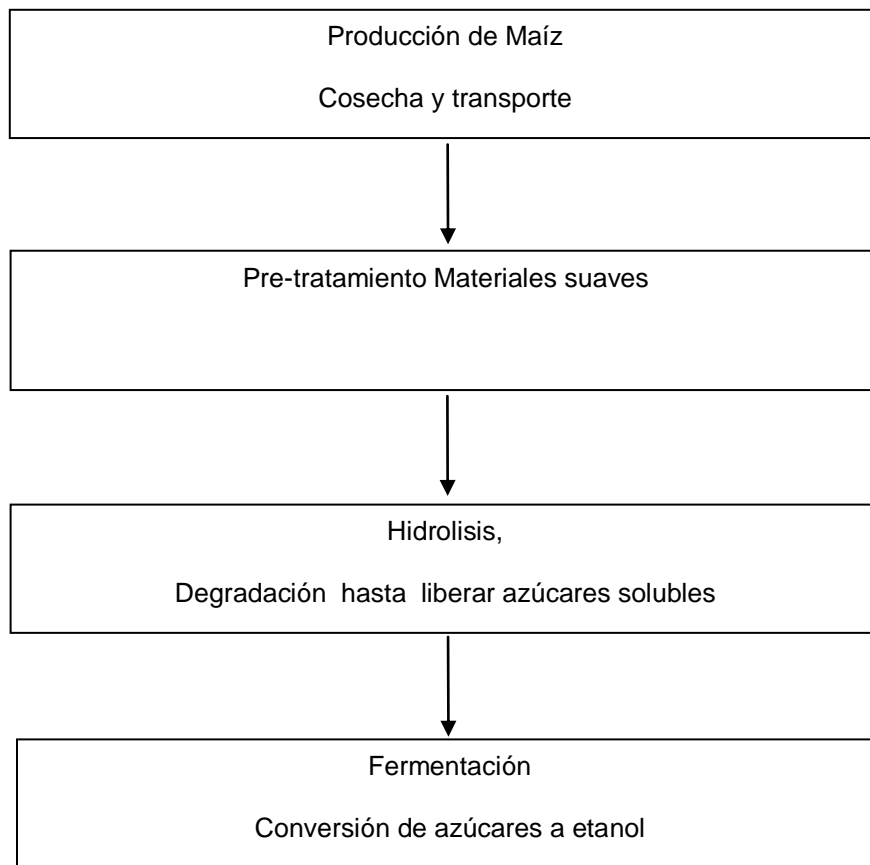 Producción de Maíz
Cosecha y transporte
Pre-tratamiento Materiales suaves
Hidrolisis,
Degradación hasta liberar azúcares solubles
Fermentación
Conversión de azúcares a etanol